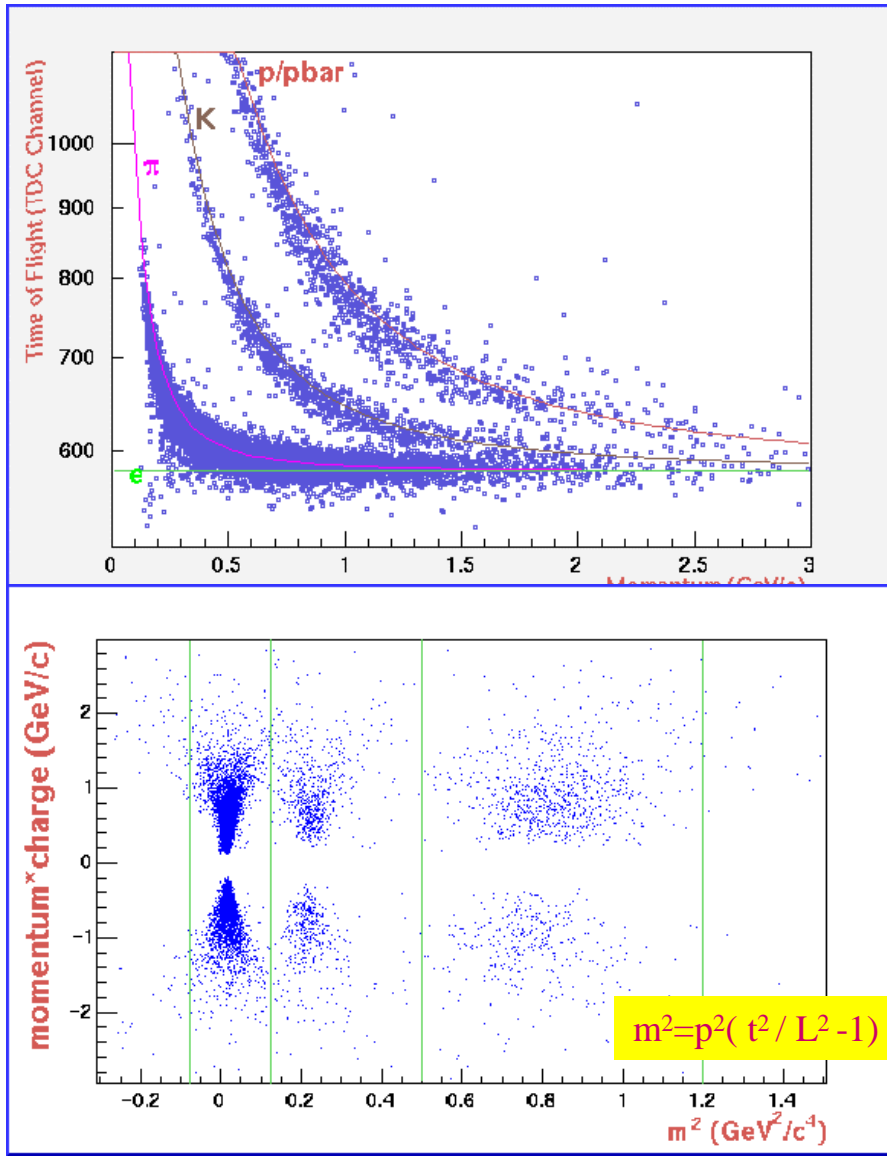 p/pbar
K
π
e
Time of Flight (TDC Channel)
1000
900
800
700
600
0 0.5 1 1.5 2 2.5 3
Momentum (GeV/c)
momentum*charge (GeV/c)
2
1
0
-1
-2
m²=p²( t² / L² -1)
-0.2 0 0.2 0.4 0.6 0.8 1 1.2 1.4
m² (GeV²/c⁴)